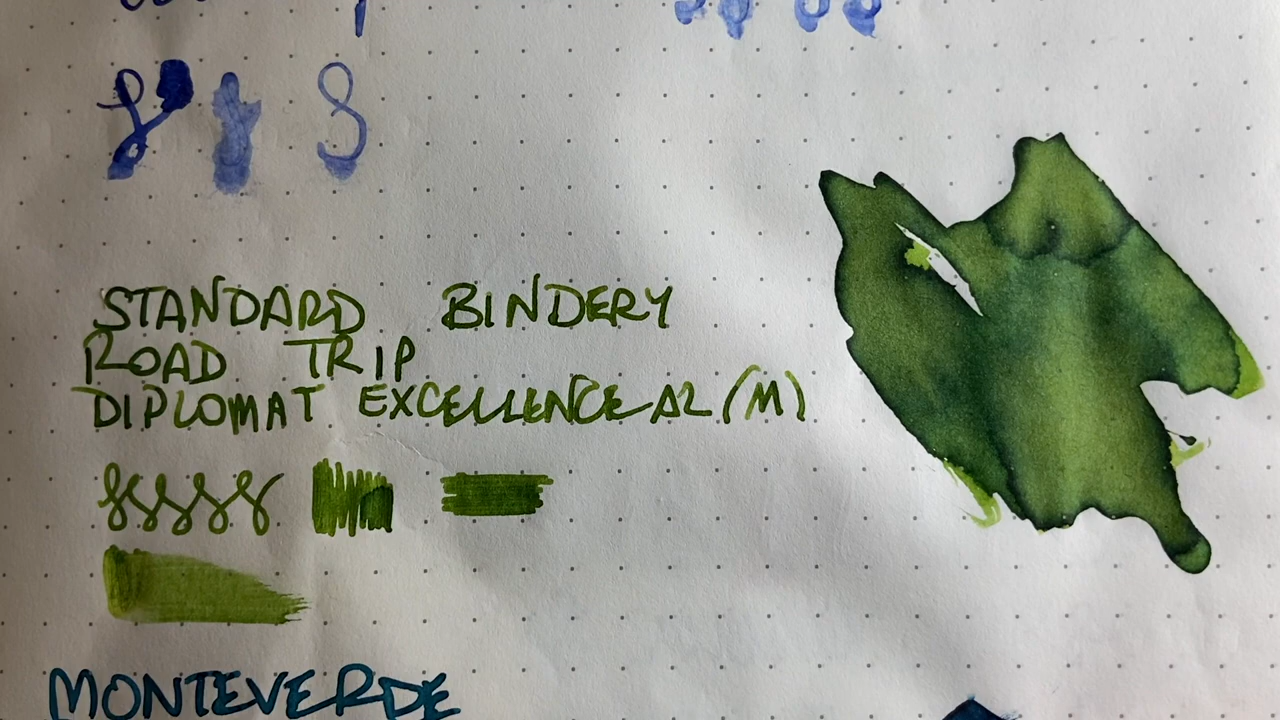 STANDARD BINDERY
ROAD TRIP
DIPLOMAT EXCELLENCE A2 (M)
MONTEVERDE